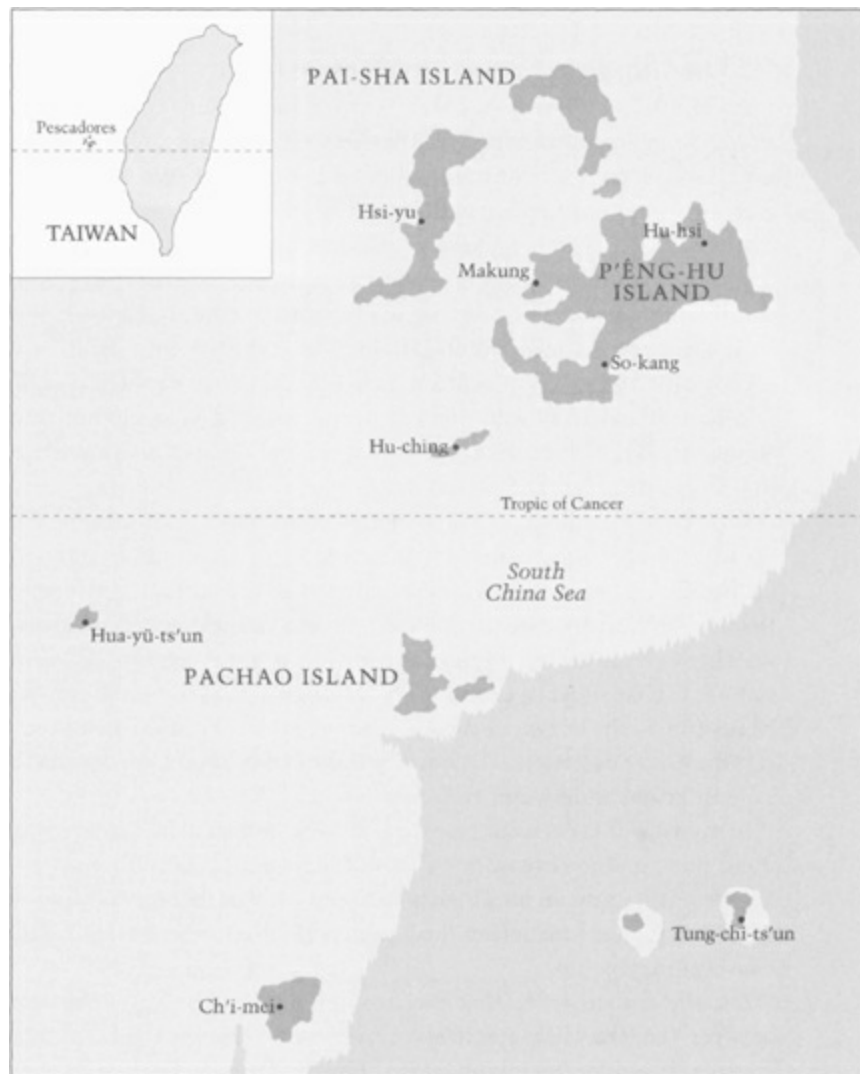 Pescadores
TAIWAN
PAI-SHA ISLAND
Hsi-yu
Hu-hsi
Makung
P'ÊNG-HU
ISLAND
So-kang
Hu-ching
Tropic of Cancer
South
China Sea
Hua-yü-ts'un
PACHAO ISLAND
Tung-chi-ts'un
Ch'i-mei